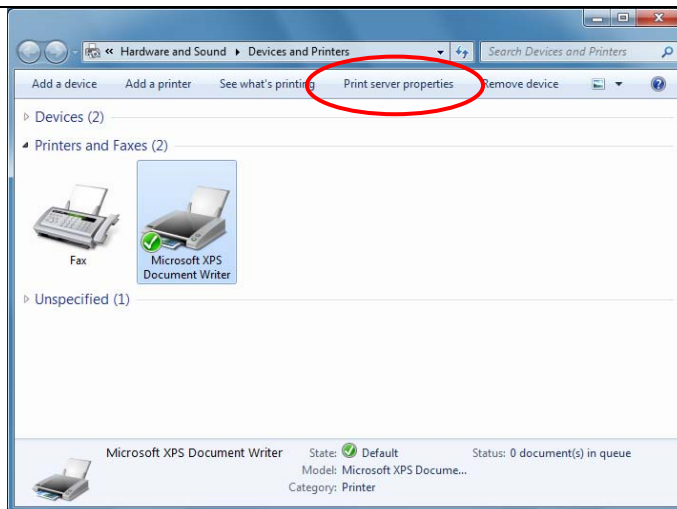 « Hardware and Sound ▸ Devices and Printers Search Devices and Printers
Add a device Add a printer See what's printing Print server properties Remove device
Devices (2)
Printers and Faxes (2)
Fax
Microsoft XPS
Document Writer
Unspecified (1)
Microsoft XPS Document Writer State: Default Status: 0 document(s) in queue
Model: Microsoft XPS Docume...
Category: Printer